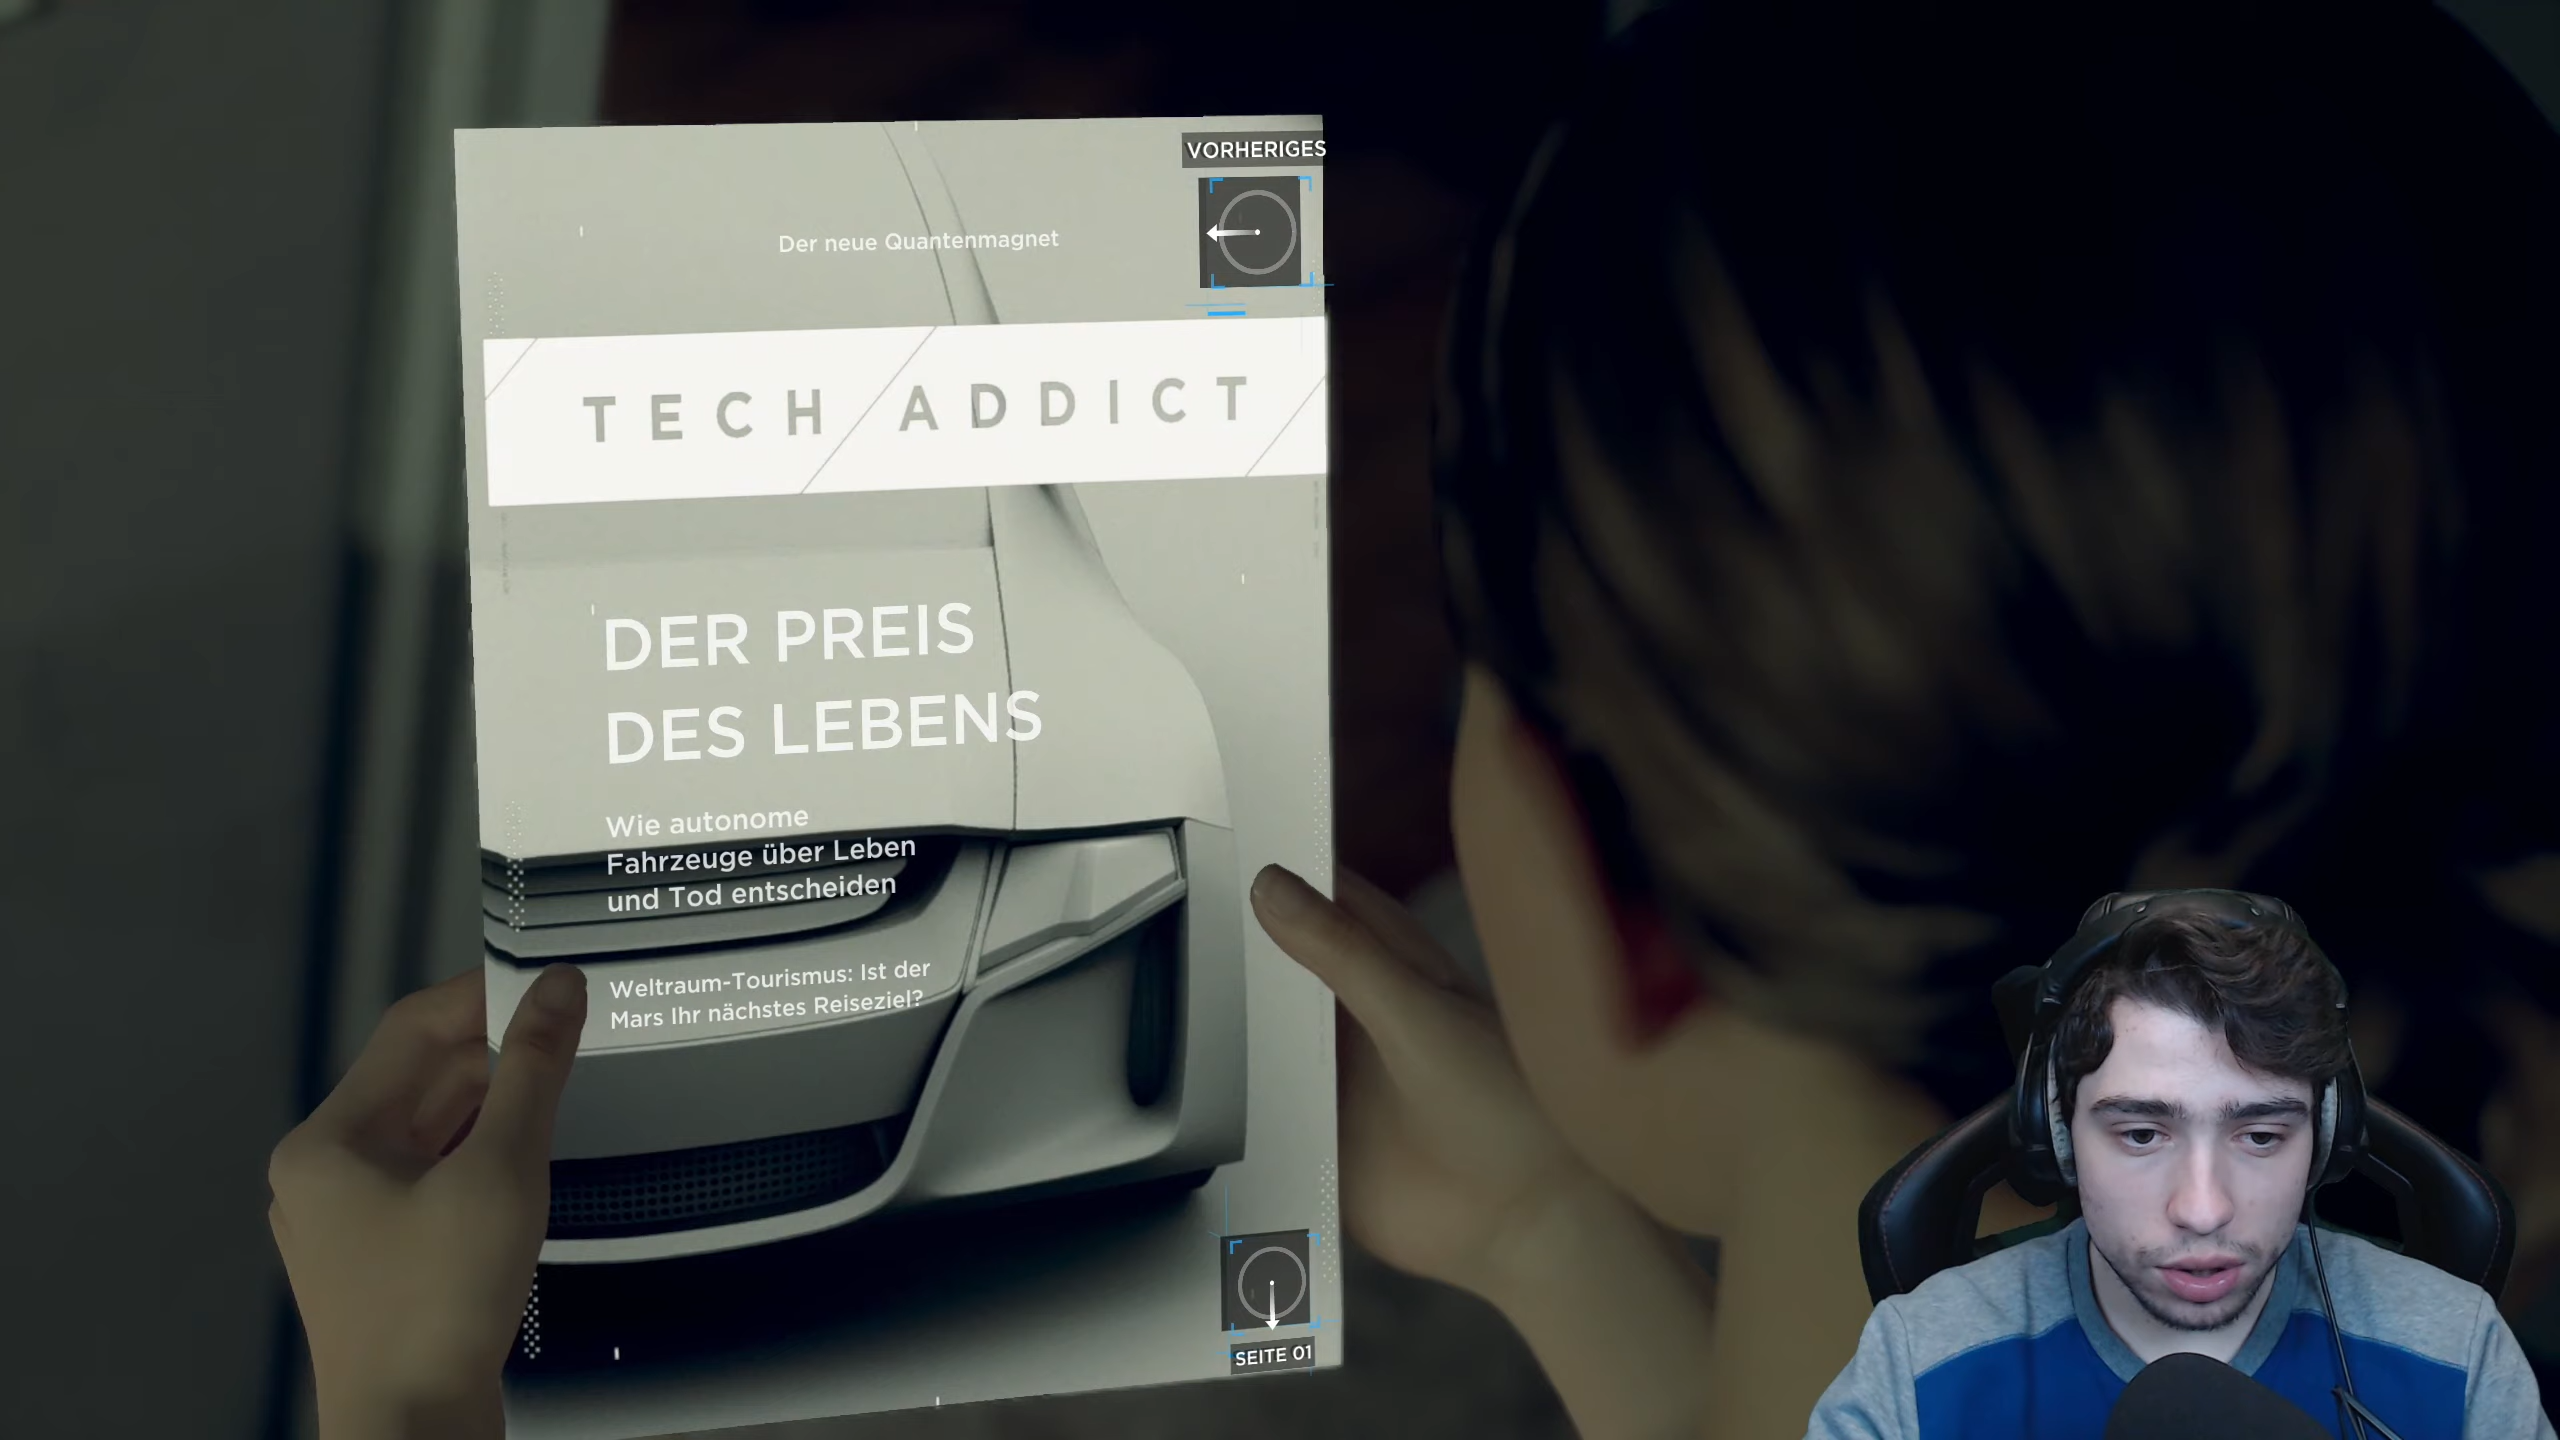 VORHERIGES
Der neue Quantenmagnet
TECH ADDICT
DER PREIS
DES LEBENS
Wie autonome
Fahrzeuge über Leben
und Tod entscheiden
Weltraum-Tourismus: Ist der
Mars Ihr nächstes Reiseziel?
SEITE 01